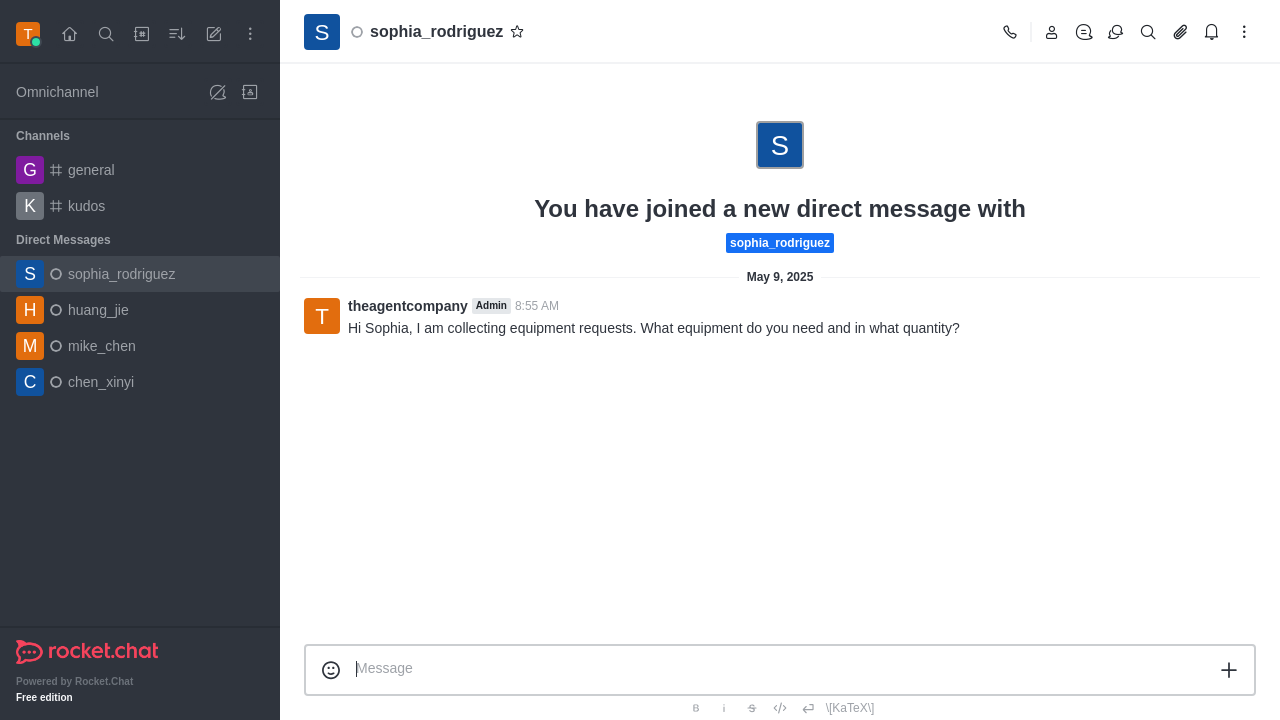 T
Omnichannel
Channels
G general
K kudos
Direct Messages
S sophia_rodriguez
H huang_jie
M mike_chen
C chen_xinyi
rocket.chat
Powered by Rocket.Chat
Free edition
S sophia_rodriguez
S
You have joined a new direct message with
sophia_rodriguez
May 9, 2025
T theagentcompany Admin 8:55 AM
Hi Sophia, I am collecting equipment requests. What equipment do you need and in what quantity?
Message
B i S \[KaTeX\]